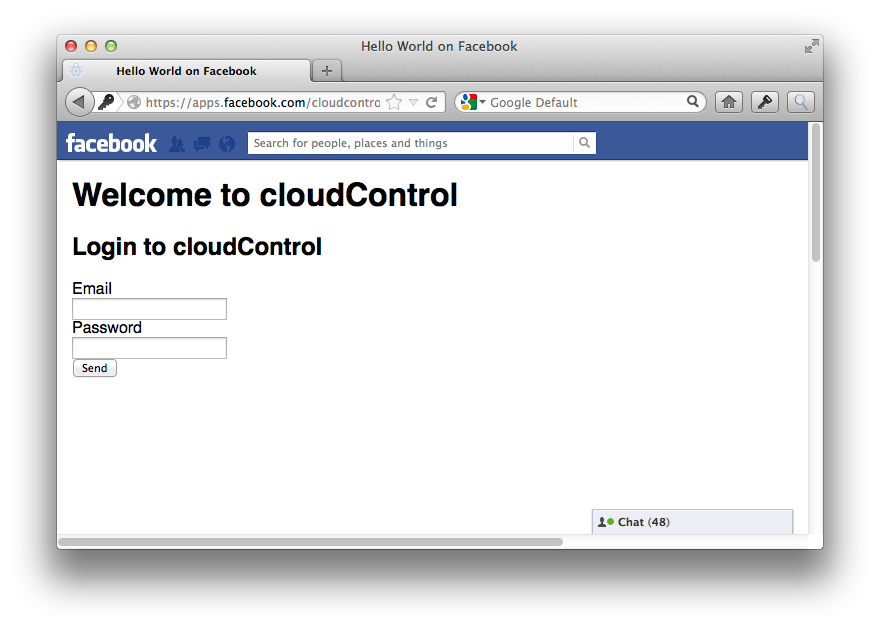 Hello World on Facebook
Hello World on Facebook
https://apps.facebook.com/cloudcontro
Google Default
facebook
Search for people, places and things
Welcome to cloudControl
Login to cloudControl
Email
Password
Send
Chat (48)